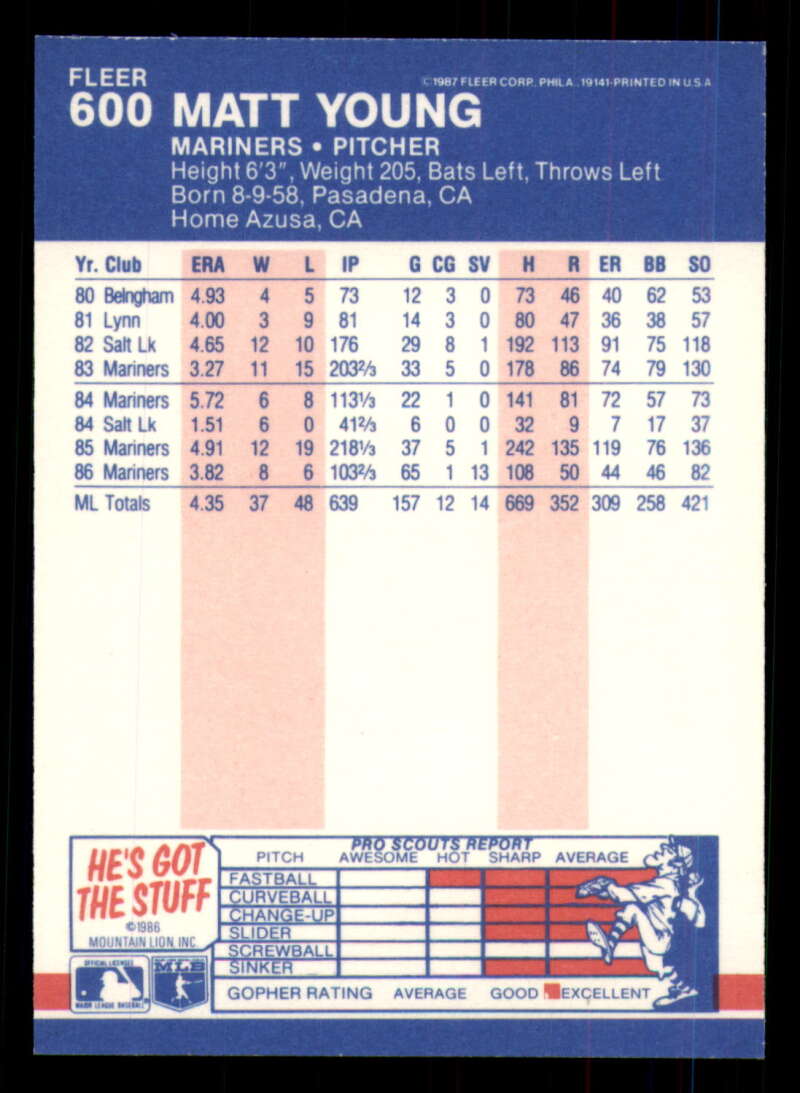 FLEER
©1987 FLEER CORP. PHILA. 19141-PRINTED IN U.S.A
600 MATT YOUNG
MARINERS • PITCHER
Height 6'3", Weight 205, Bats Left, Throws Left
Born 8-9-58, Pasadena, CA
Home Azusa, CA
Yr. Club ERA W L IP G CG SV H R ER BB SO
80 Belngham 4.93 4 5 73 12 3 0 73 46 40 62 53
81 Lynn 4.00 3 9 81 14 3 0 80 47 36 38 57
82 Salt Lk 4.65 12 10 176 29 8 1 192 113 91 75 118
83 Mariners 3.27 11 15 203⅔ 33 5 0 178 86 74 79 130
84 Mariners 5.72 6 8 113⅓ 22 1 0 141 81 72 57 73
84 Salt Lk 1.51 6 0 41⅔ 6 0 0 32 9 7 17 37
85 Mariners 4.91 12 19 218⅓ 37 5 1 242 135 119 76 136
86 Mariners 3.82 8 6 103⅔ 65 1 13 108 50 44 46 82
ML Totals 4.35 37 48 639 157 12 14 669 352 309 258 421
HE'S GOT
THE STUFF
©1986
MOUNTAIN LION, INC.
PRO SCOUTS REPORT
PITCH AWESOME HOT SHARP AVERAGE
FASTBALL
CURVEBALL
CHANGE-UP
SLIDER
SCREWBALL
SINKER
GOPHER RATING AVERAGE GOOD EXCELLENT
OFFICIAL LICENSEE
MAJOR LEAGUE BASEBALL
MLB